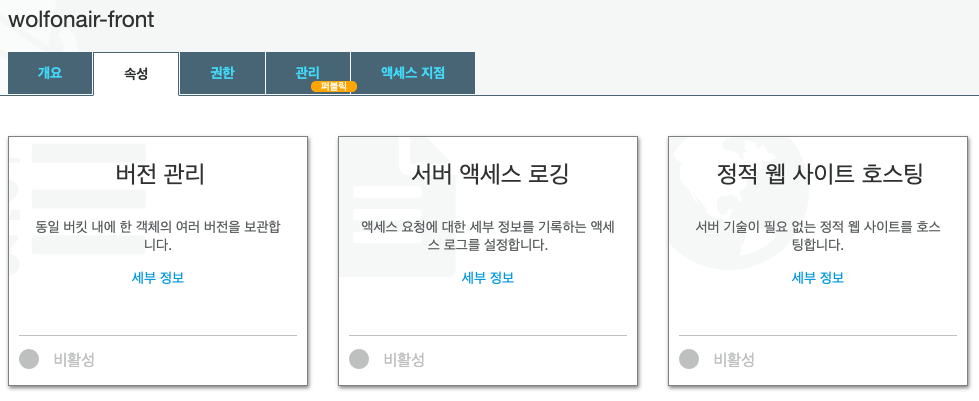 wolfonair-front
개요
속성
권한
관리
퍼블릭
액세스 지점
버전 관리
동일 버킷 내에 한 객체의 여러 버전을 보관합
니다.
세부 정보
비활성
서버 액세스 로깅
액세스 요청에 대한 세부 정보를 기록하는 액세
스 로그를 설정합니다.
세부 정보
비활성
정적 웹 사이트 호스팅
서버 기술이 필요 없는 정적 웹 사이트를 호스
팅합니다.
세부 정보
비활성